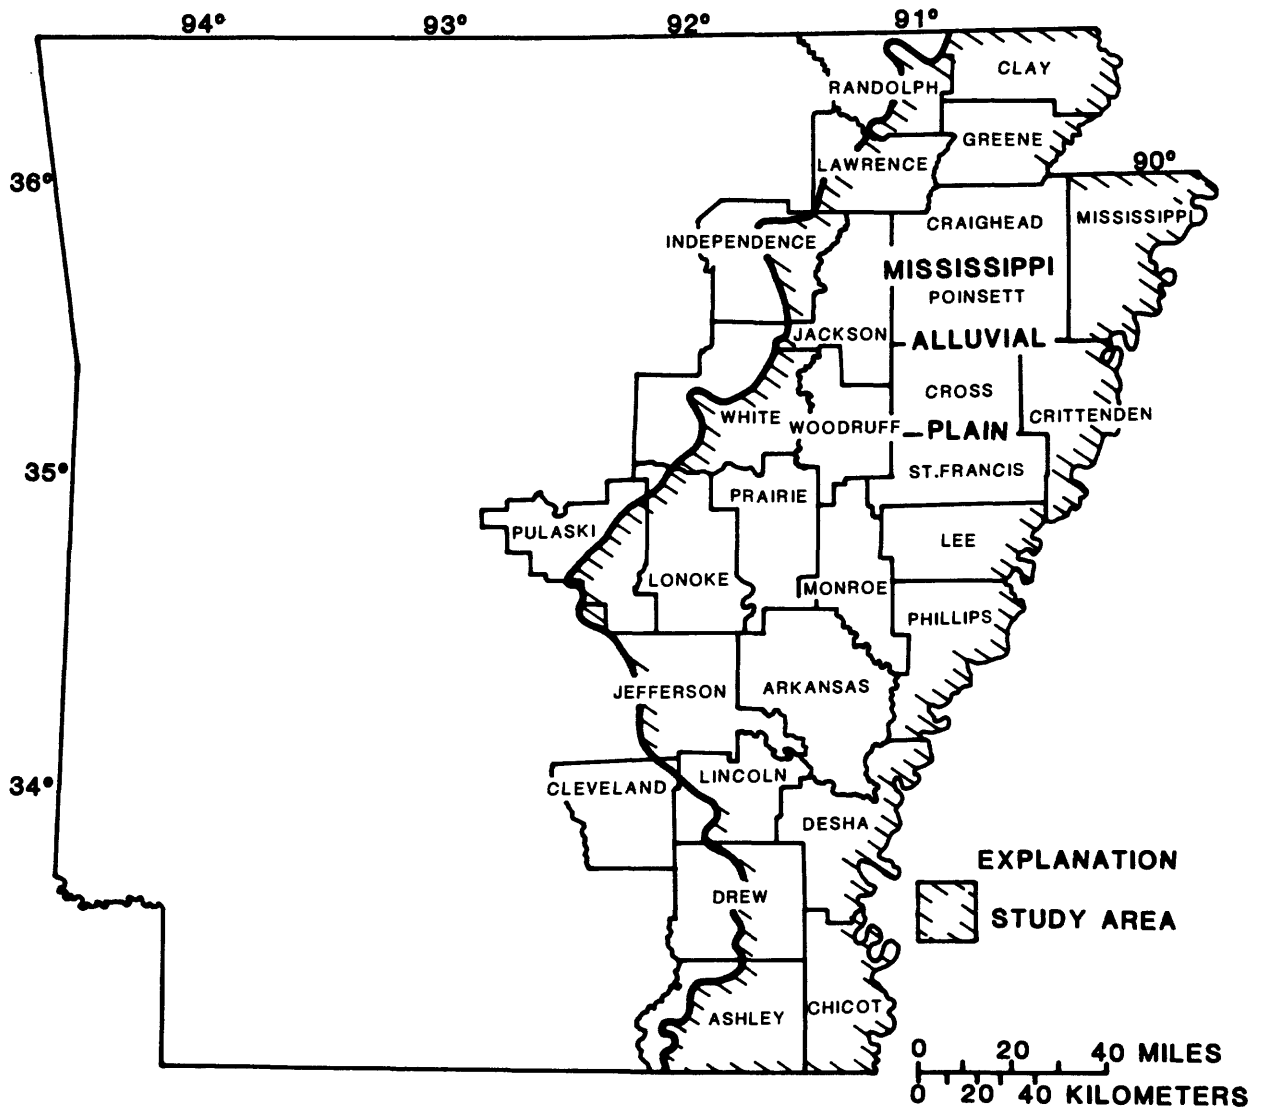 94° 93° 92° 91°
CLAY
RANDOLPH
GREENE
LAWRENCE
90°
36°
CRAIGHEAD
MISSISSIPPI
INDEPENDENCE
MISSISSIPPI
POINSETT
JACKSON
ALLUVIAL
CROSS
WHITE
WOODRUFF
CRITTENDEN
PLAIN
35°
ST.FRANCIS
PRAIRIE
PULASKI
LEE
LONOKE
MONROE
PHILLIPS
JEFFERSON
ARKANSAS
34°
CLEVELAND
LINCOLN
DESHA
EXPLANATION
DREW
STUDY AREA
ASHLEY
CHICOT
0 20 40 MILES
0 20 40 KILOMETERS